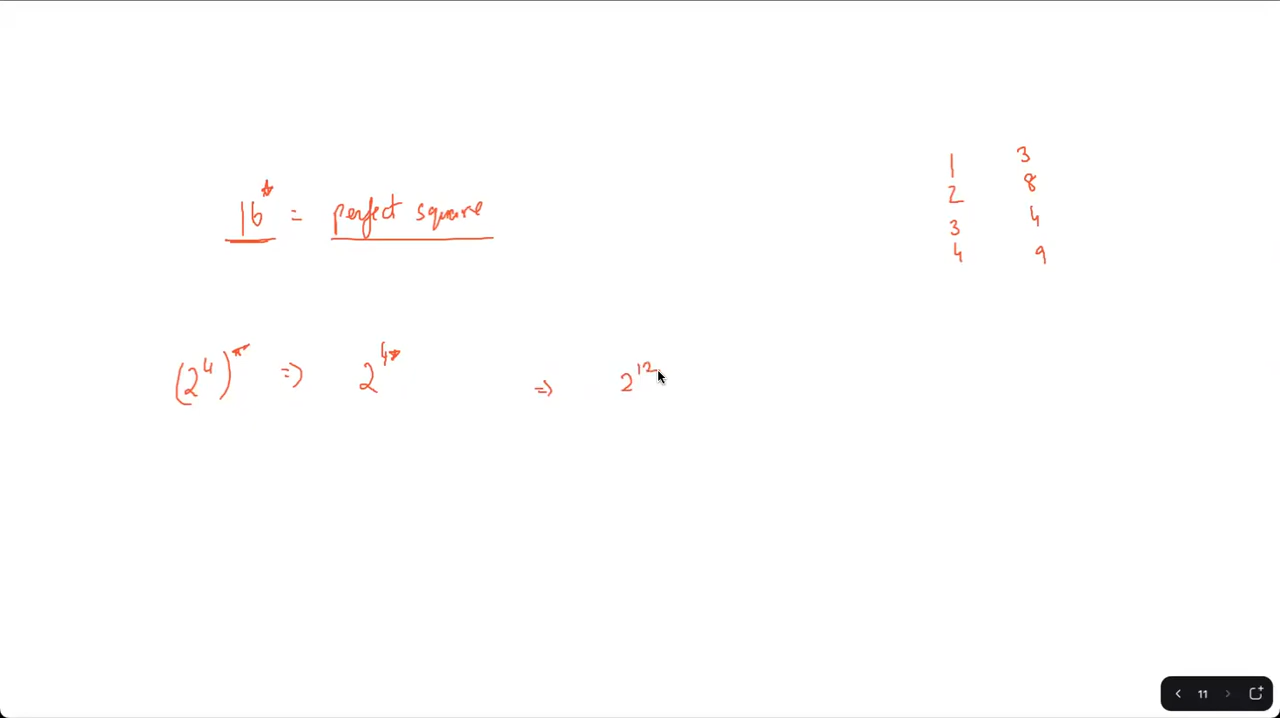 16* = perfect square
1 3
2 8
3 4
4 9
(2^4)^x => 2^4x => 2^12
11